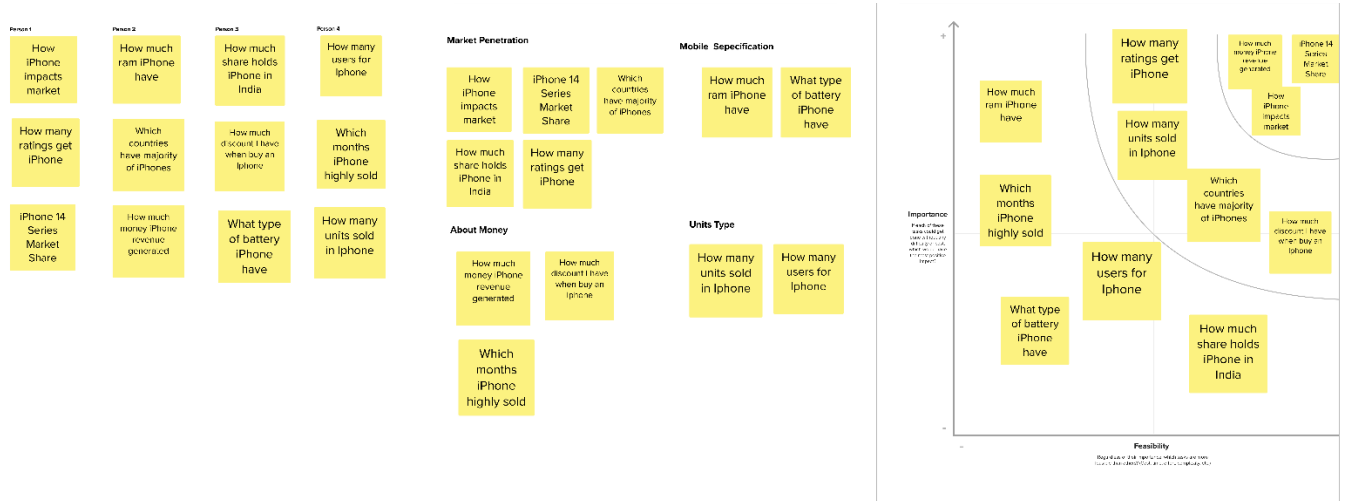 Person 1
Person 2
Person 3
Person 4
How
iPhone
impacts
market
How much
ram iPhone
have
How much
share holds
iPhone in
India
How many
users for
Iphone
How many
ratings get
iPhone
Which
countries
have majority
of iPhones
How much
discount I have
when buy an
Iphone
Which
months
iPhone
highly sold
iPhone 14
Series
Market
Share
How much
money iPhone
revenue
generated
What type
of battery
iPhone
have
How many
units sold
in Iphone
Market Penetration
How
iPhone
impacts
market
iPhone 14
Series
Market
Share
Which
countries
have majority
of iPhones
How much
share holds
iPhone in
India
How many
ratings get
iPhone
Mobile Sepecification
How much
ram iPhone
have
What type
of battery
iPhone
have
About Money
How much
money iPhone
revenue
generated
How much
discount I have
when buy an
Iphone
Which
months
iPhone
highly sold
Units Type
How many
units sold
in Iphone
How many
users for
Iphone
+
How many
ratings get
iPhone
How much
money iPhone
revenue
generated
iPhone 14
Series
Market
Share
How much
ram iPhone
have
How
iPhone
impacts
market
How many
units sold
in Iphone
Which
months
iPhone
highly sold
Which
countries
have majority
of iPhones
Importance
How much
discount I have
when buy an
Iphone
How many
users for
Iphone
What type
of battery
iPhone
have
How much
share holds
iPhone in
India
-
-
Feasibility